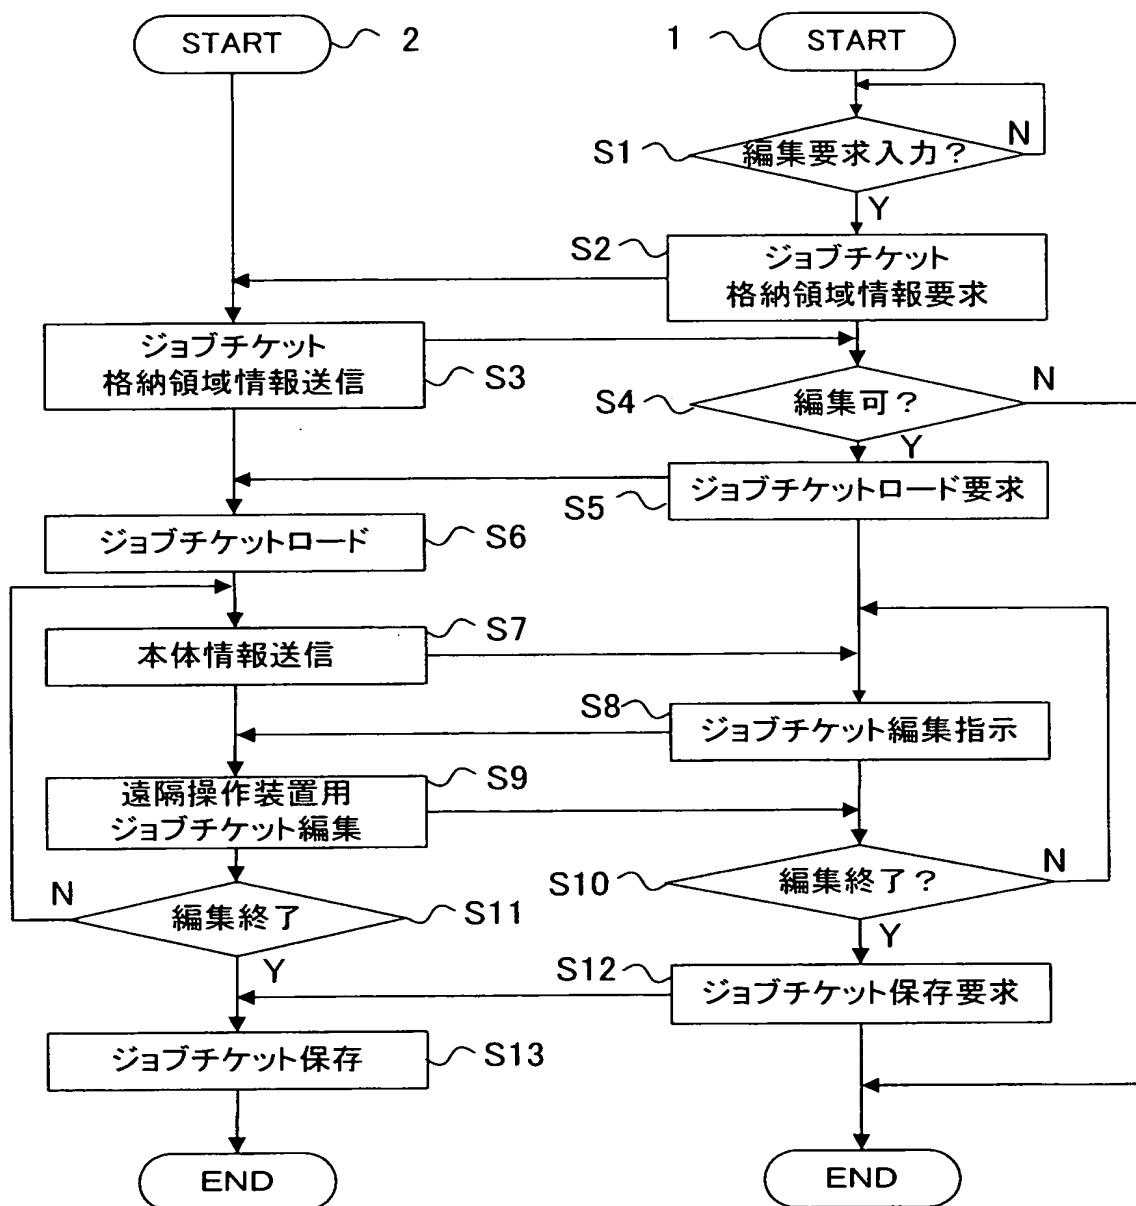 START
2
1
START
S1
編集要求入力？
N
Y
S2
ジョブチケット
格納領域情報要求
ジョブチケット
格納領域情報送信
S3
S4
編集可？
N
Y
S5
ジョブチケットロード要求
ジョブチケットロード
S6
本体情報送信
S7
S8
ジョブチケット編集指示
遠隔操作装置用
ジョブチケット編集
S9
S10
編集終了？
N
Y
N
編集終了
S11
Y
S12
ジョブチケット保存要求
ジョブチケット保存
S13
END
END